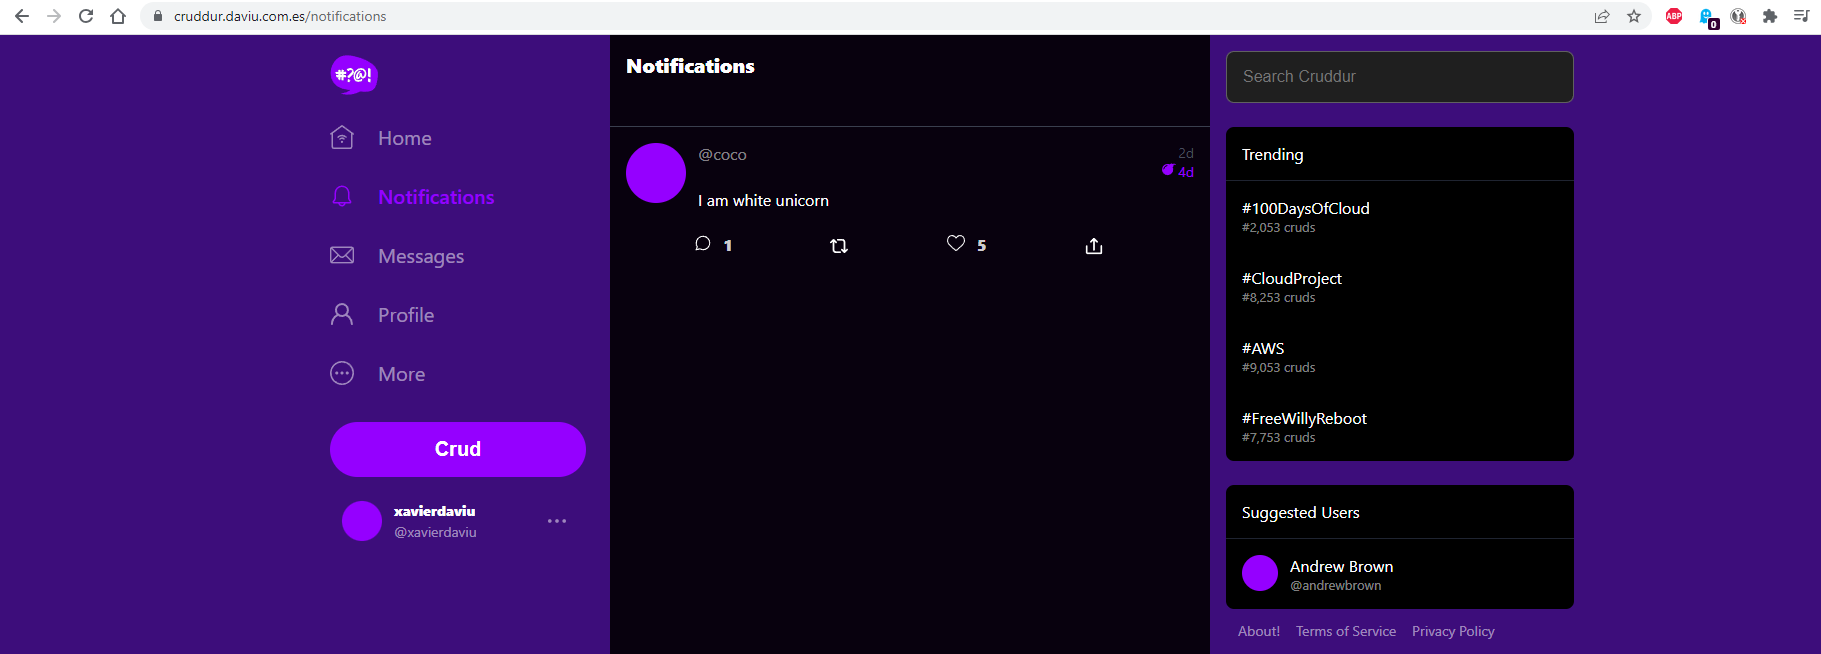 cruddur.daviu.com.es/notifications
ABP
0
#?@!
Home
Notifications
Messages
Profile
More
Crud
xavierdaviu
@xavierdaviu
Notifications
@coco
2d
4d
I am white unicorn
1
5
Search Cruddur
Trending
#100DaysOfCloud
#2,053 cruds
#CloudProject
#8,253 cruds
#AWS
#9,053 cruds
#FreeWillyReboot
#7,753 cruds
Suggested Users
Andrew Brown
@andrewbrown
About! Terms of Service Privacy Policy